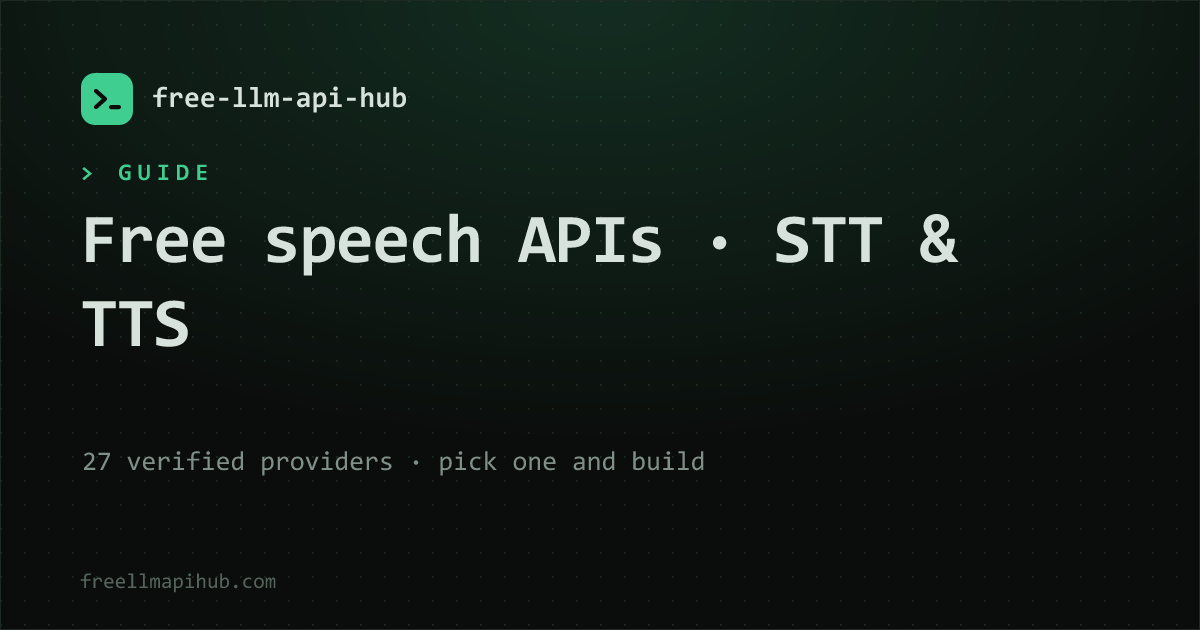 free-llm-api-hub
> GUIDE
Free speech APIs · STT &
TTS
27 verified providers · pick one and build
freellmapihub.com